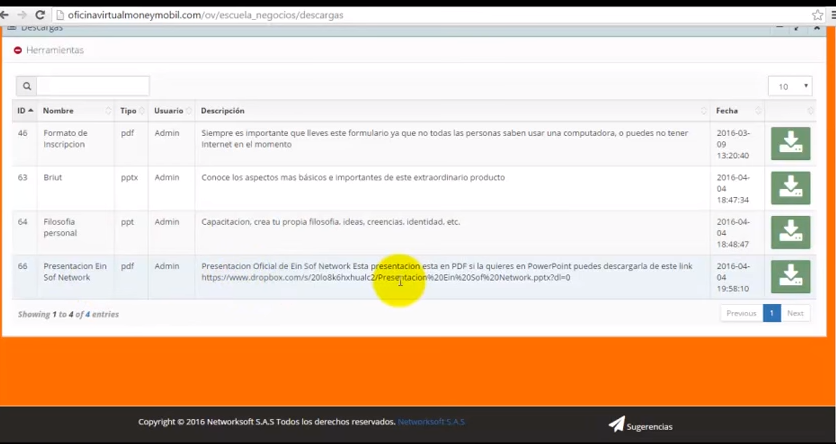 oficinavirtualmoneymobil.com/ov/escuela_negocios/descargas
Descargas
Herramientas
10
ID Nombre Tipo Usuario Descripción Fecha
46 Formato de inscripcion pdf Admin Siempre es importante que lleves este formulario ya que no todas las personas saben usar una computadora, o puedes no tener internet en el momento 2016-03-09 13:20:40
63 Briut pptx Admin Conoce los aspectos mas básicos e importantes de este extraordinario producto 2016-04-04 18:47:34
64 Filosofia personal ppt Admin Capacitacion, crea tu propia filosofia, ideas, creencias, identidad, etc. 2016-04-04 18:48:47
66 Presentacion Ein Sof Network pdf Admin Presentacion Oficial de Ein Sof Network Esta presentacion esta en PDF si la quieres en PowerPoint puedes descargarla de este link https://www.dropbox.com/s/20lo8k6hxhualc2/Presentacion%20Ein%20Sof%20Network.pptx?dl=0 2016-04-04 19:58:10
Showing 1 to 4 of 4 entries
Previous 1 Next
Copyright © 2016 Networksoft S.A.S Todos los derechos reservados. Networksoft S.A.S
Sugerencias